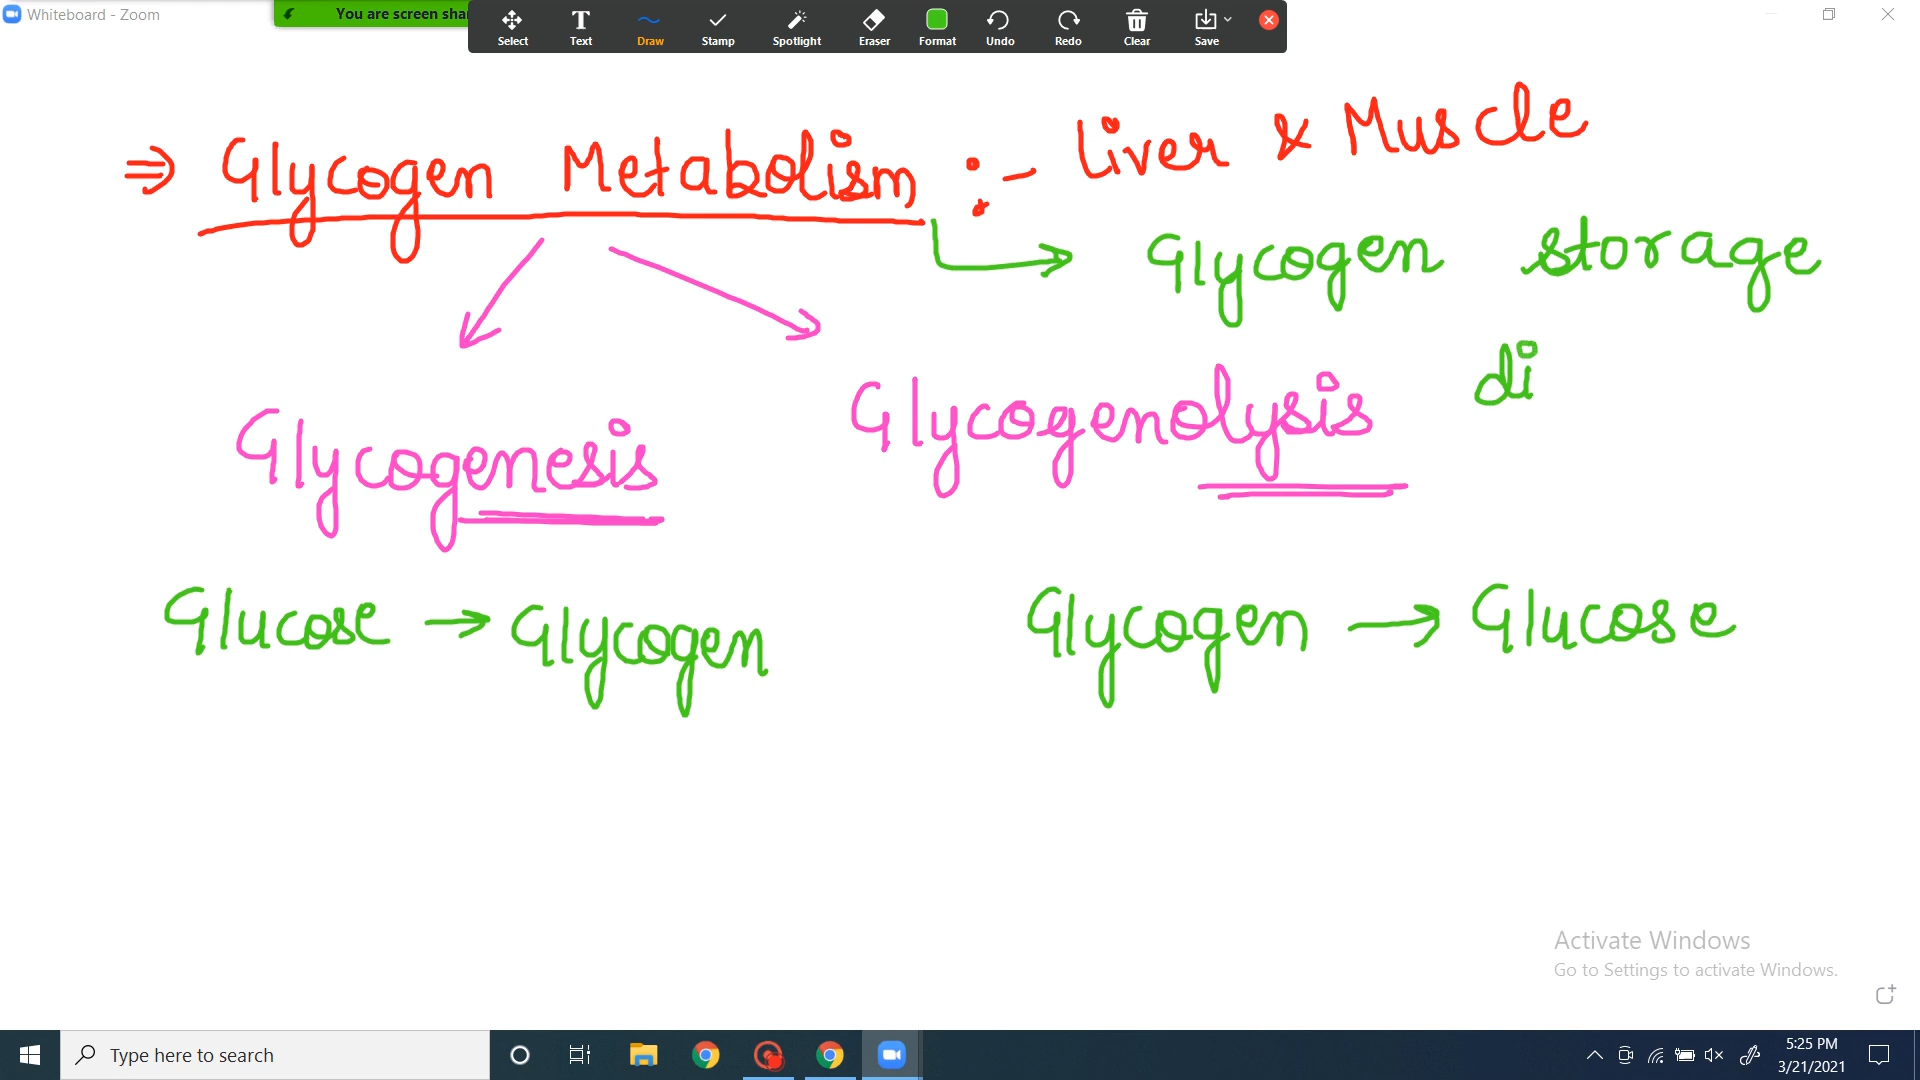 Whiteboard - Zoom
You are screen sha
Select Text Draw Stamp Spotlight Eraser Format Undo Redo Clear Save
⇒ Glycogen Metabolism :- Liver & Muscle
Glycogen storage
di
Glycogenesis
Glycogenolysis
Glucose → Glycogen
Glycogen → Glucose
Activate Windows
Go to Settings to activate Windows.
Type here to search
5:25 PM
3/21/2021